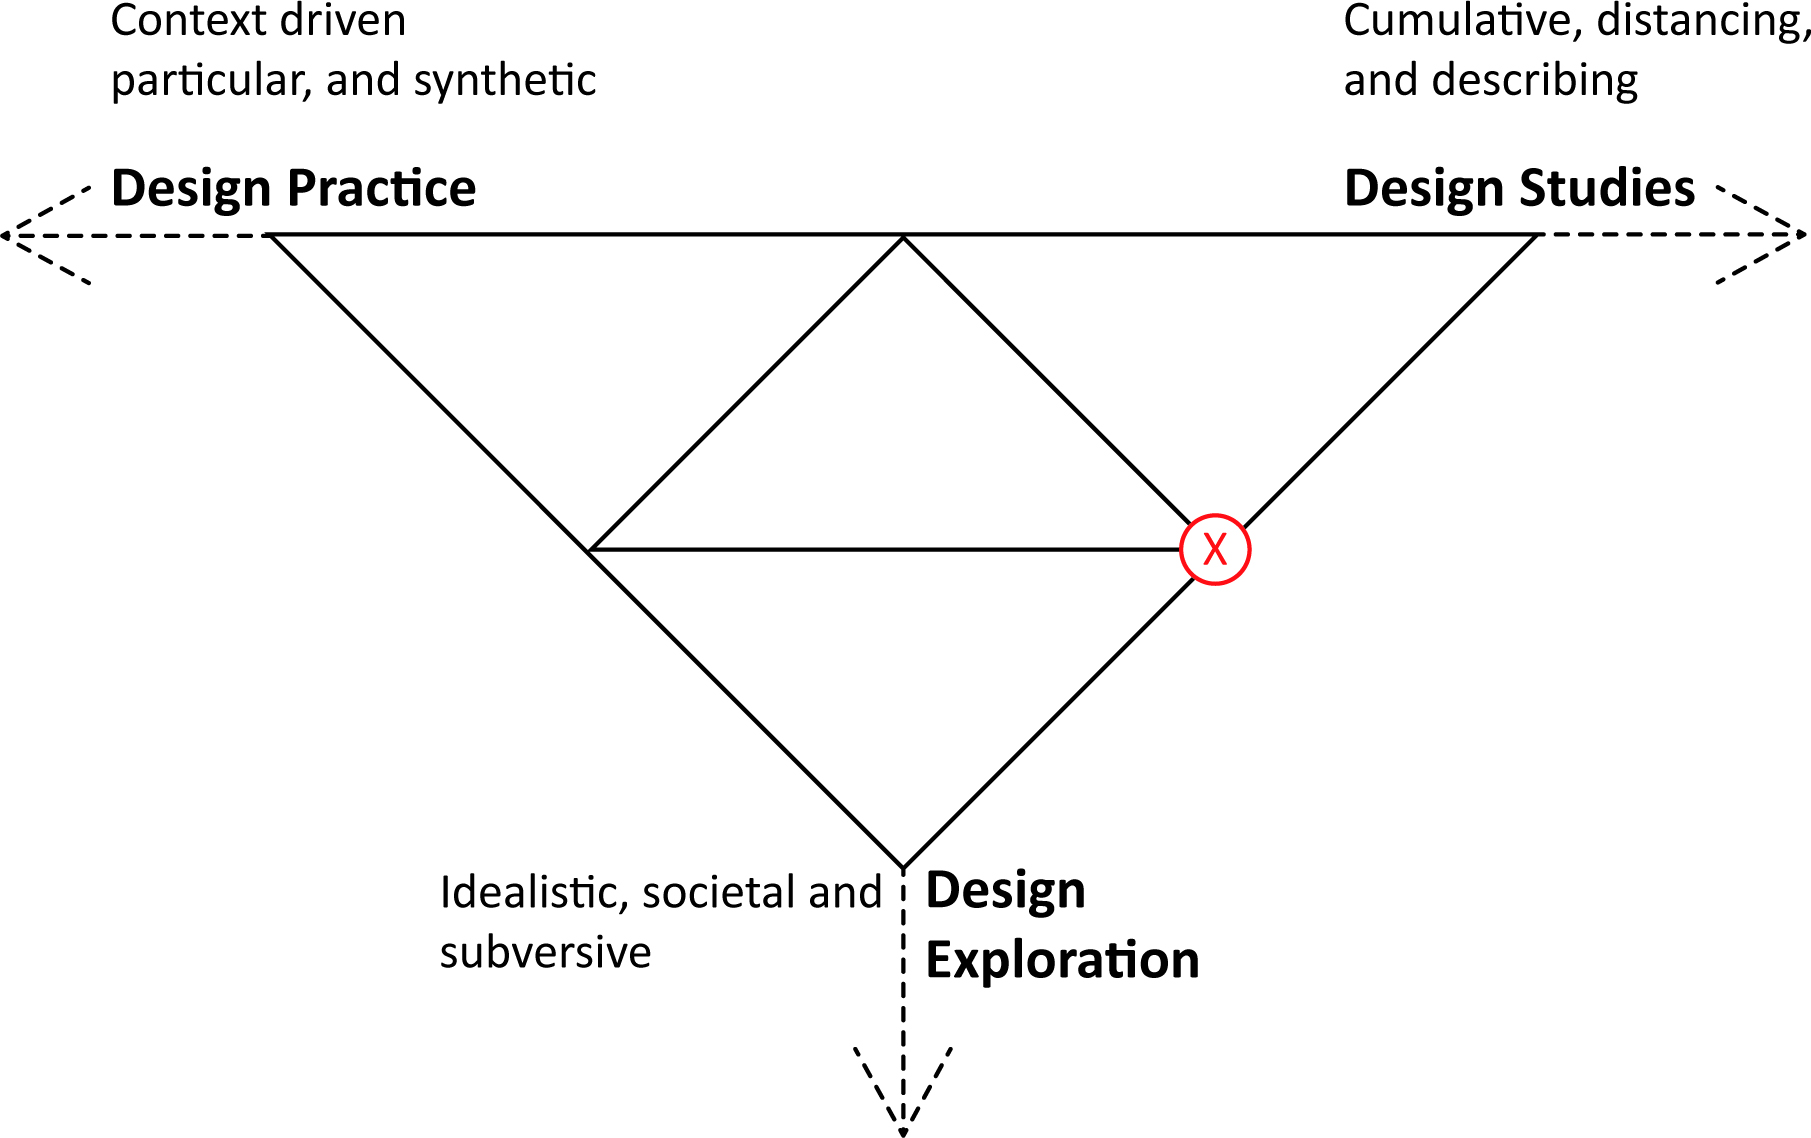 Context driven
particular, and synthetic
Cumulative, distancing,
and describing
Design Practice
Design Studies
X
Idealistic, societal and
subversive
Design
Exploration